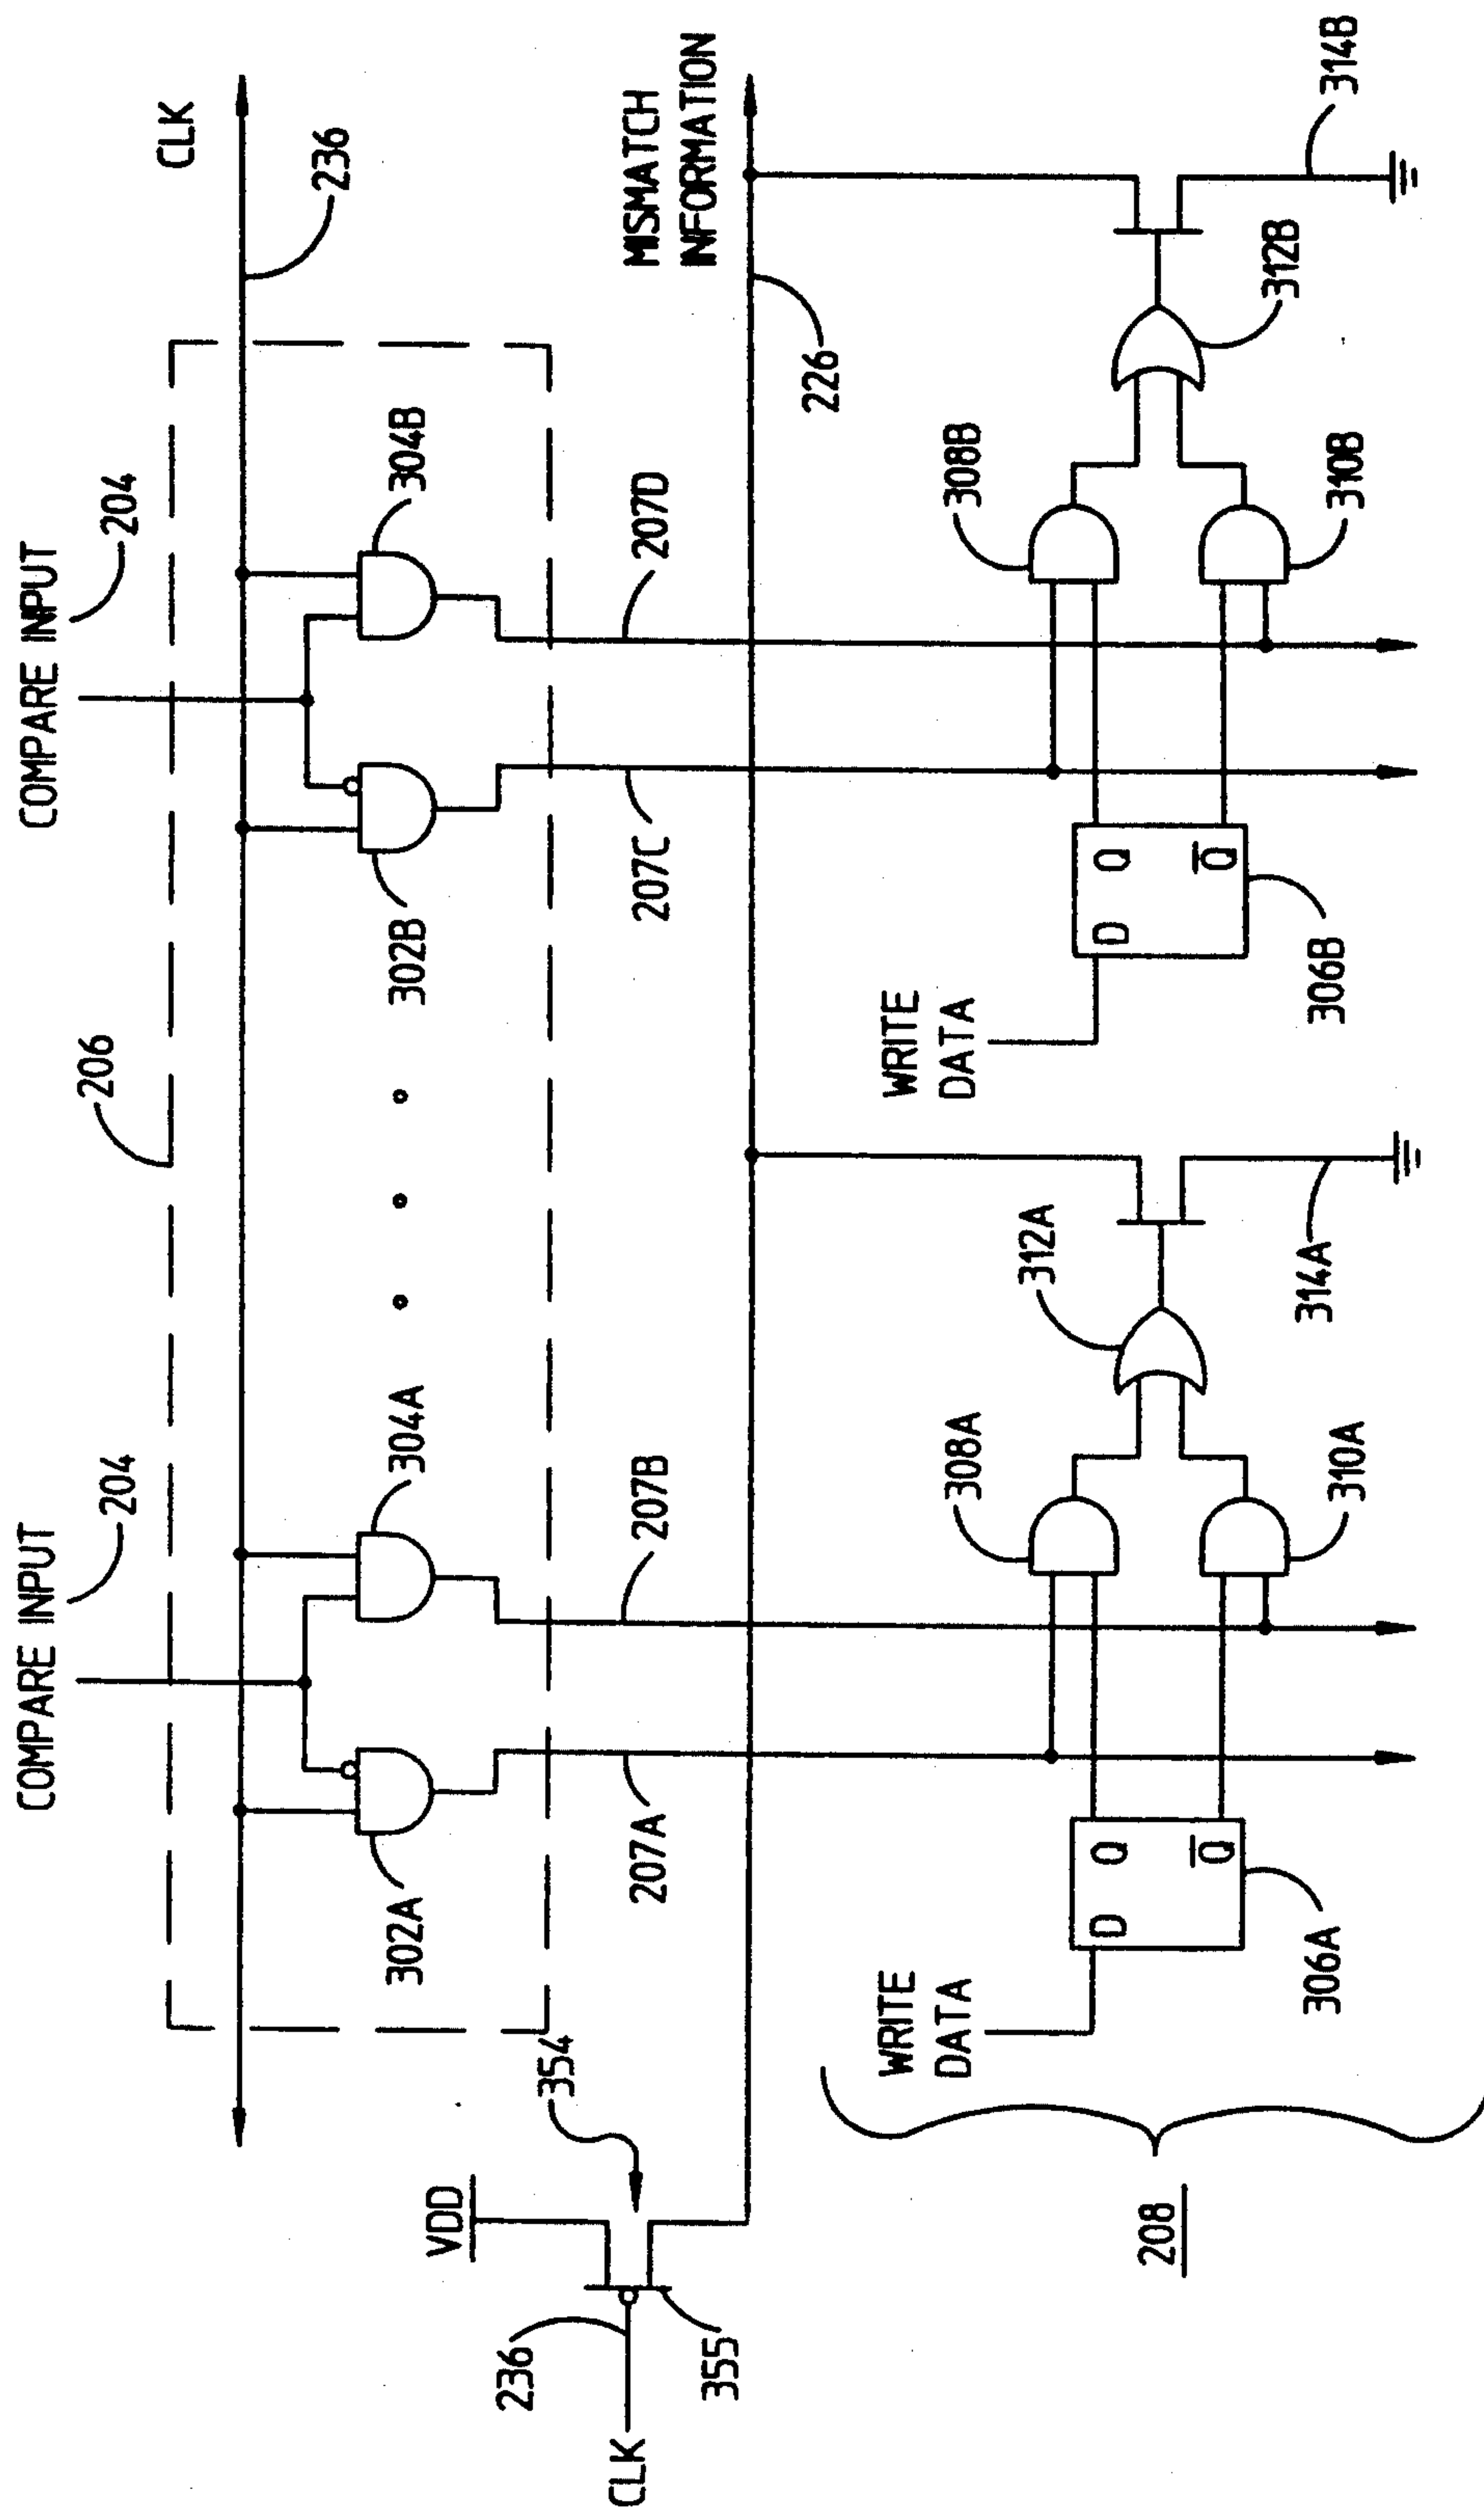 COMPARE INPUT
COMPARE INPUT
204
206
204
CLK
236
302A
304A
302B
304B
VDD
354
236
CLK
355
207A
207B
207C
207D
MISMATCH
INFORMATION
226
WRITE
DATA
308A
312A
WRITE
DATA
308B
D Q
Q̅
D Q
Q̅
208
306A
310A
314A
306B
310B
312B
314B